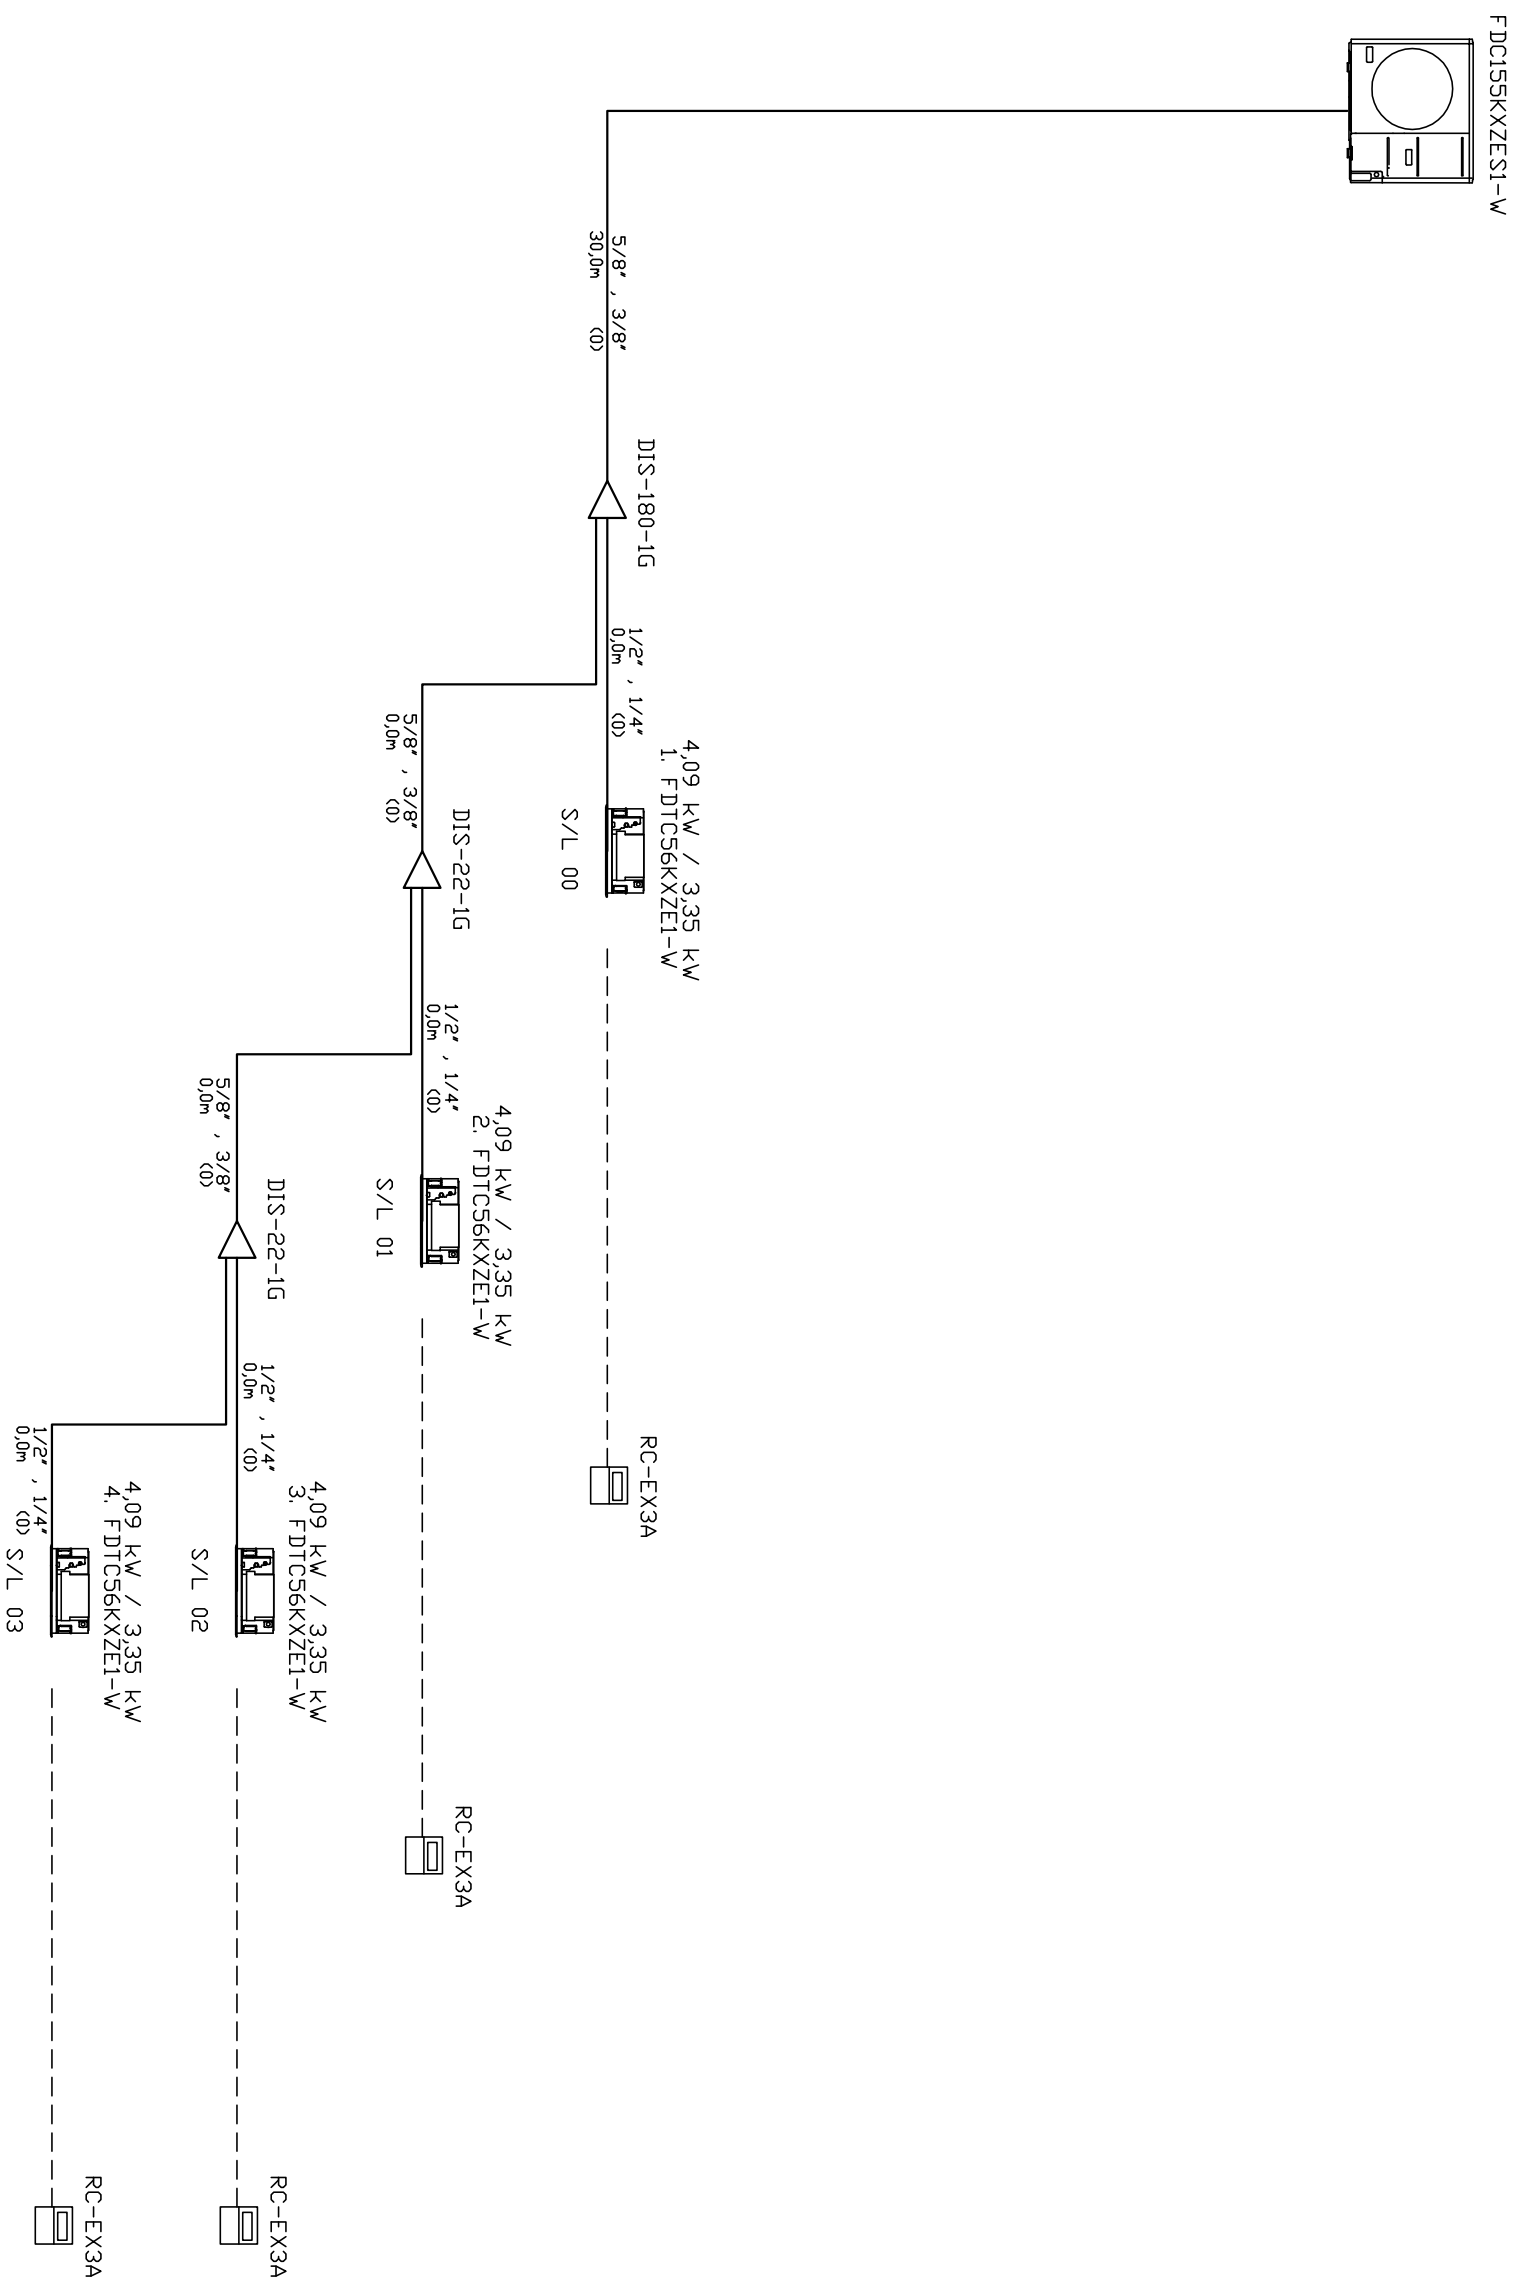 FDC155KXZES1-W
5/8" , 3/8"
30,0m (0)
DIS-180-1G
1/2" , 1/4"
0,0m (0)
4,09 kW / 3,35 kW
1. FDTC56KXZE1-W
S/L 00
RC-EX3A
5/8" , 3/8"
0,0m (0)
DIS-22-1G
1/2" , 1/4"
0,0m (0)
4,09 kW / 3,35 kW
2. FDTC56KXZE1-W
S/L 01
RC-EX3A
5/8" , 3/8"
0,0m (0)
DIS-22-1G
1/2" , 1/4"
0,0m (0)
4,09 kW / 3,35 kW
3. FDTC56KXZE1-W
S/L 02
RC-EX3A
1/2" , 1/4"
0,0m (0)
4,09 kW / 3,35 kW
4. FDTC56KXZE1-W
S/L 03
RC-EX3A